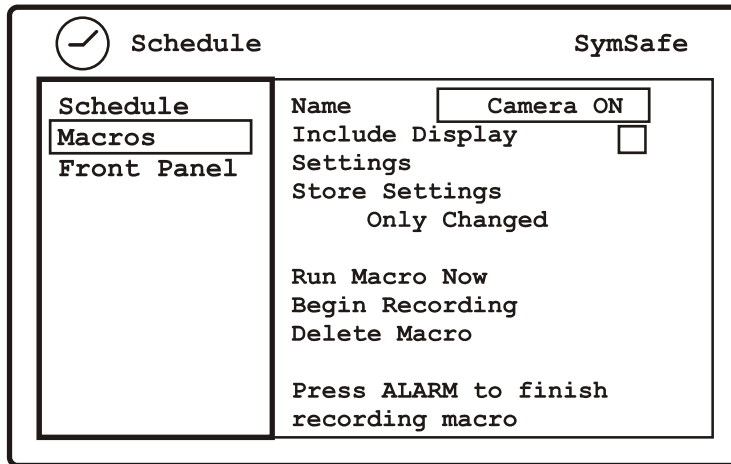 Schedule
SymSafe
Schedule
Macros
Front Panel
Name
Camera ON
Include Display
Settings
Store Settings
Only Changed
Run Macro Now
Begin Recording
Delete Macro
Press ALARM to finish
recording macro